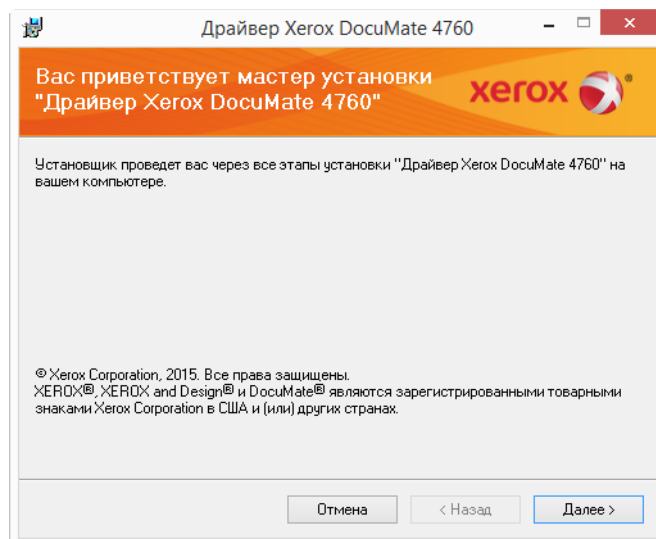 Драйвер Xerox DocuMate 4760
Вас приветствует мастер установки
"Драйвер Xerox DocuMate 4760"
xerox ®
Установщик проведет вас через все этапы установки "Драйвер Xerox DocuMate 4760" на
вашем компьютере.
© Xerox Corporation, 2015. Все права защищены.
XEROX®, XEROX and Design® и DocuMate® являются зарегистрированными товарными
знаками Xerox Corporation в США и (или) других странах.
Отмена
< Назад
Далее >